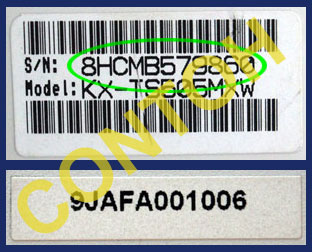 S/N: 8HCMB579860
Model: KX-TS605MXW
9JAFA001006
CONTOH